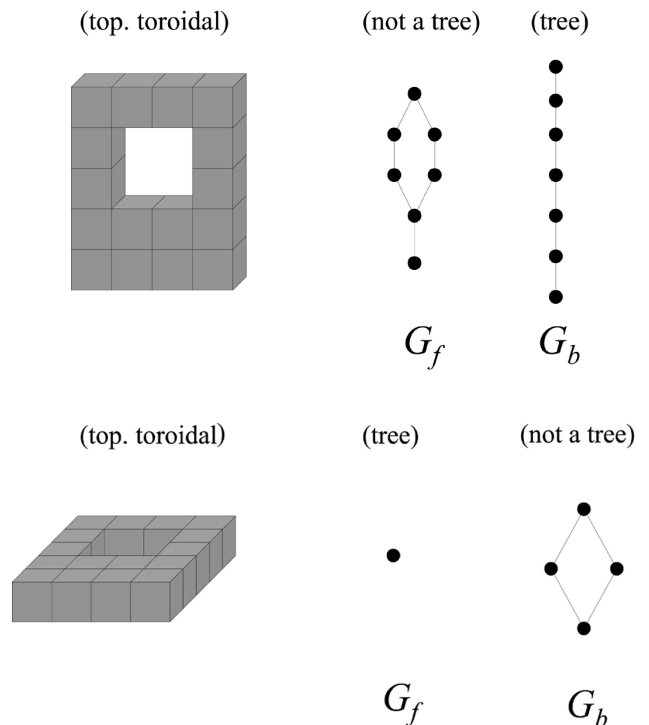 (top. toroidal) (not a tree) (tree)
G_f G_b
(top. toroidal) (tree) (not a tree)
G_f G_b